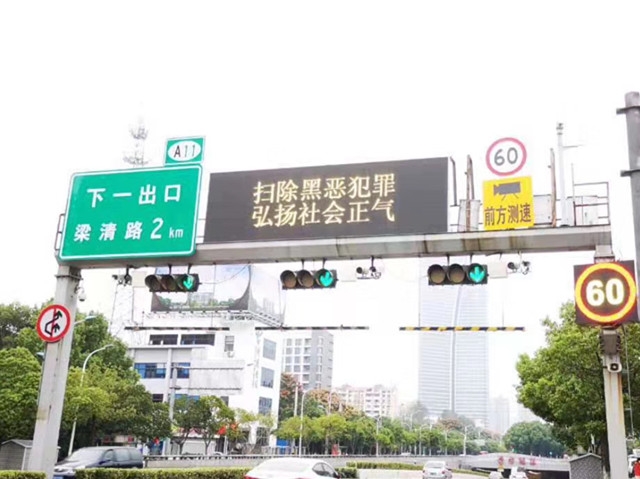 A11
下一出口
梁清路 2 km
扫除黑恶犯罪
弘扬社会正气
60
前方测速
60